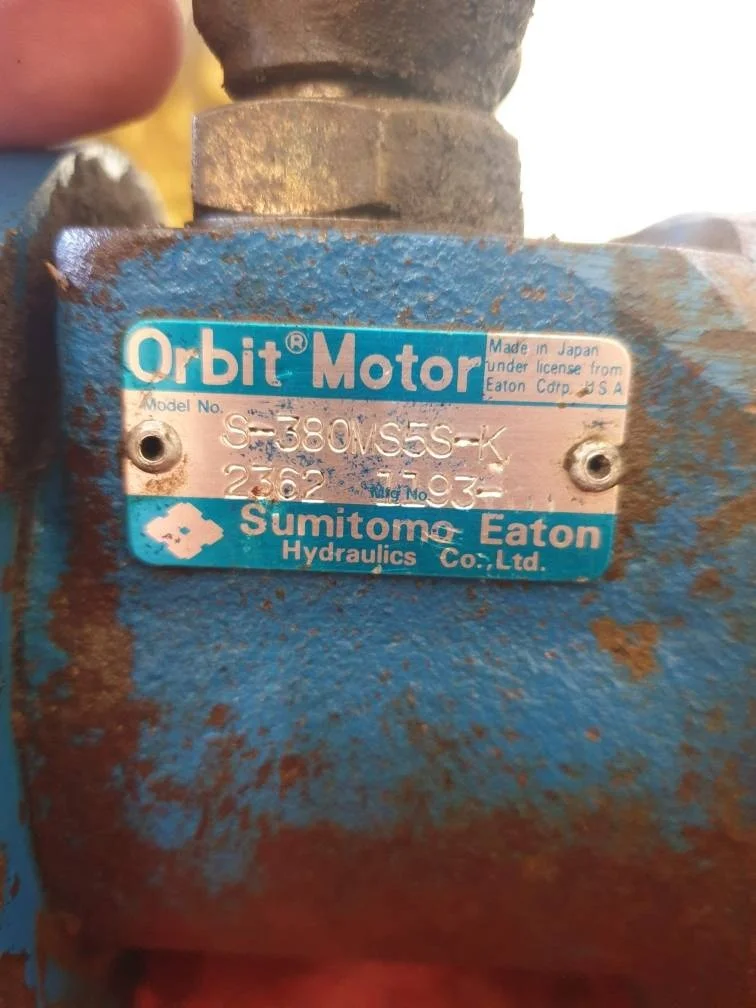 Orbit® Motor
Made in Japan
under license from
Eaton Corp. U.S.A
Model No.
S-380MS5S-K
2362 1193-
Mfg No
Sumitomo Eaton
Hydraulics Co.,Ltd.